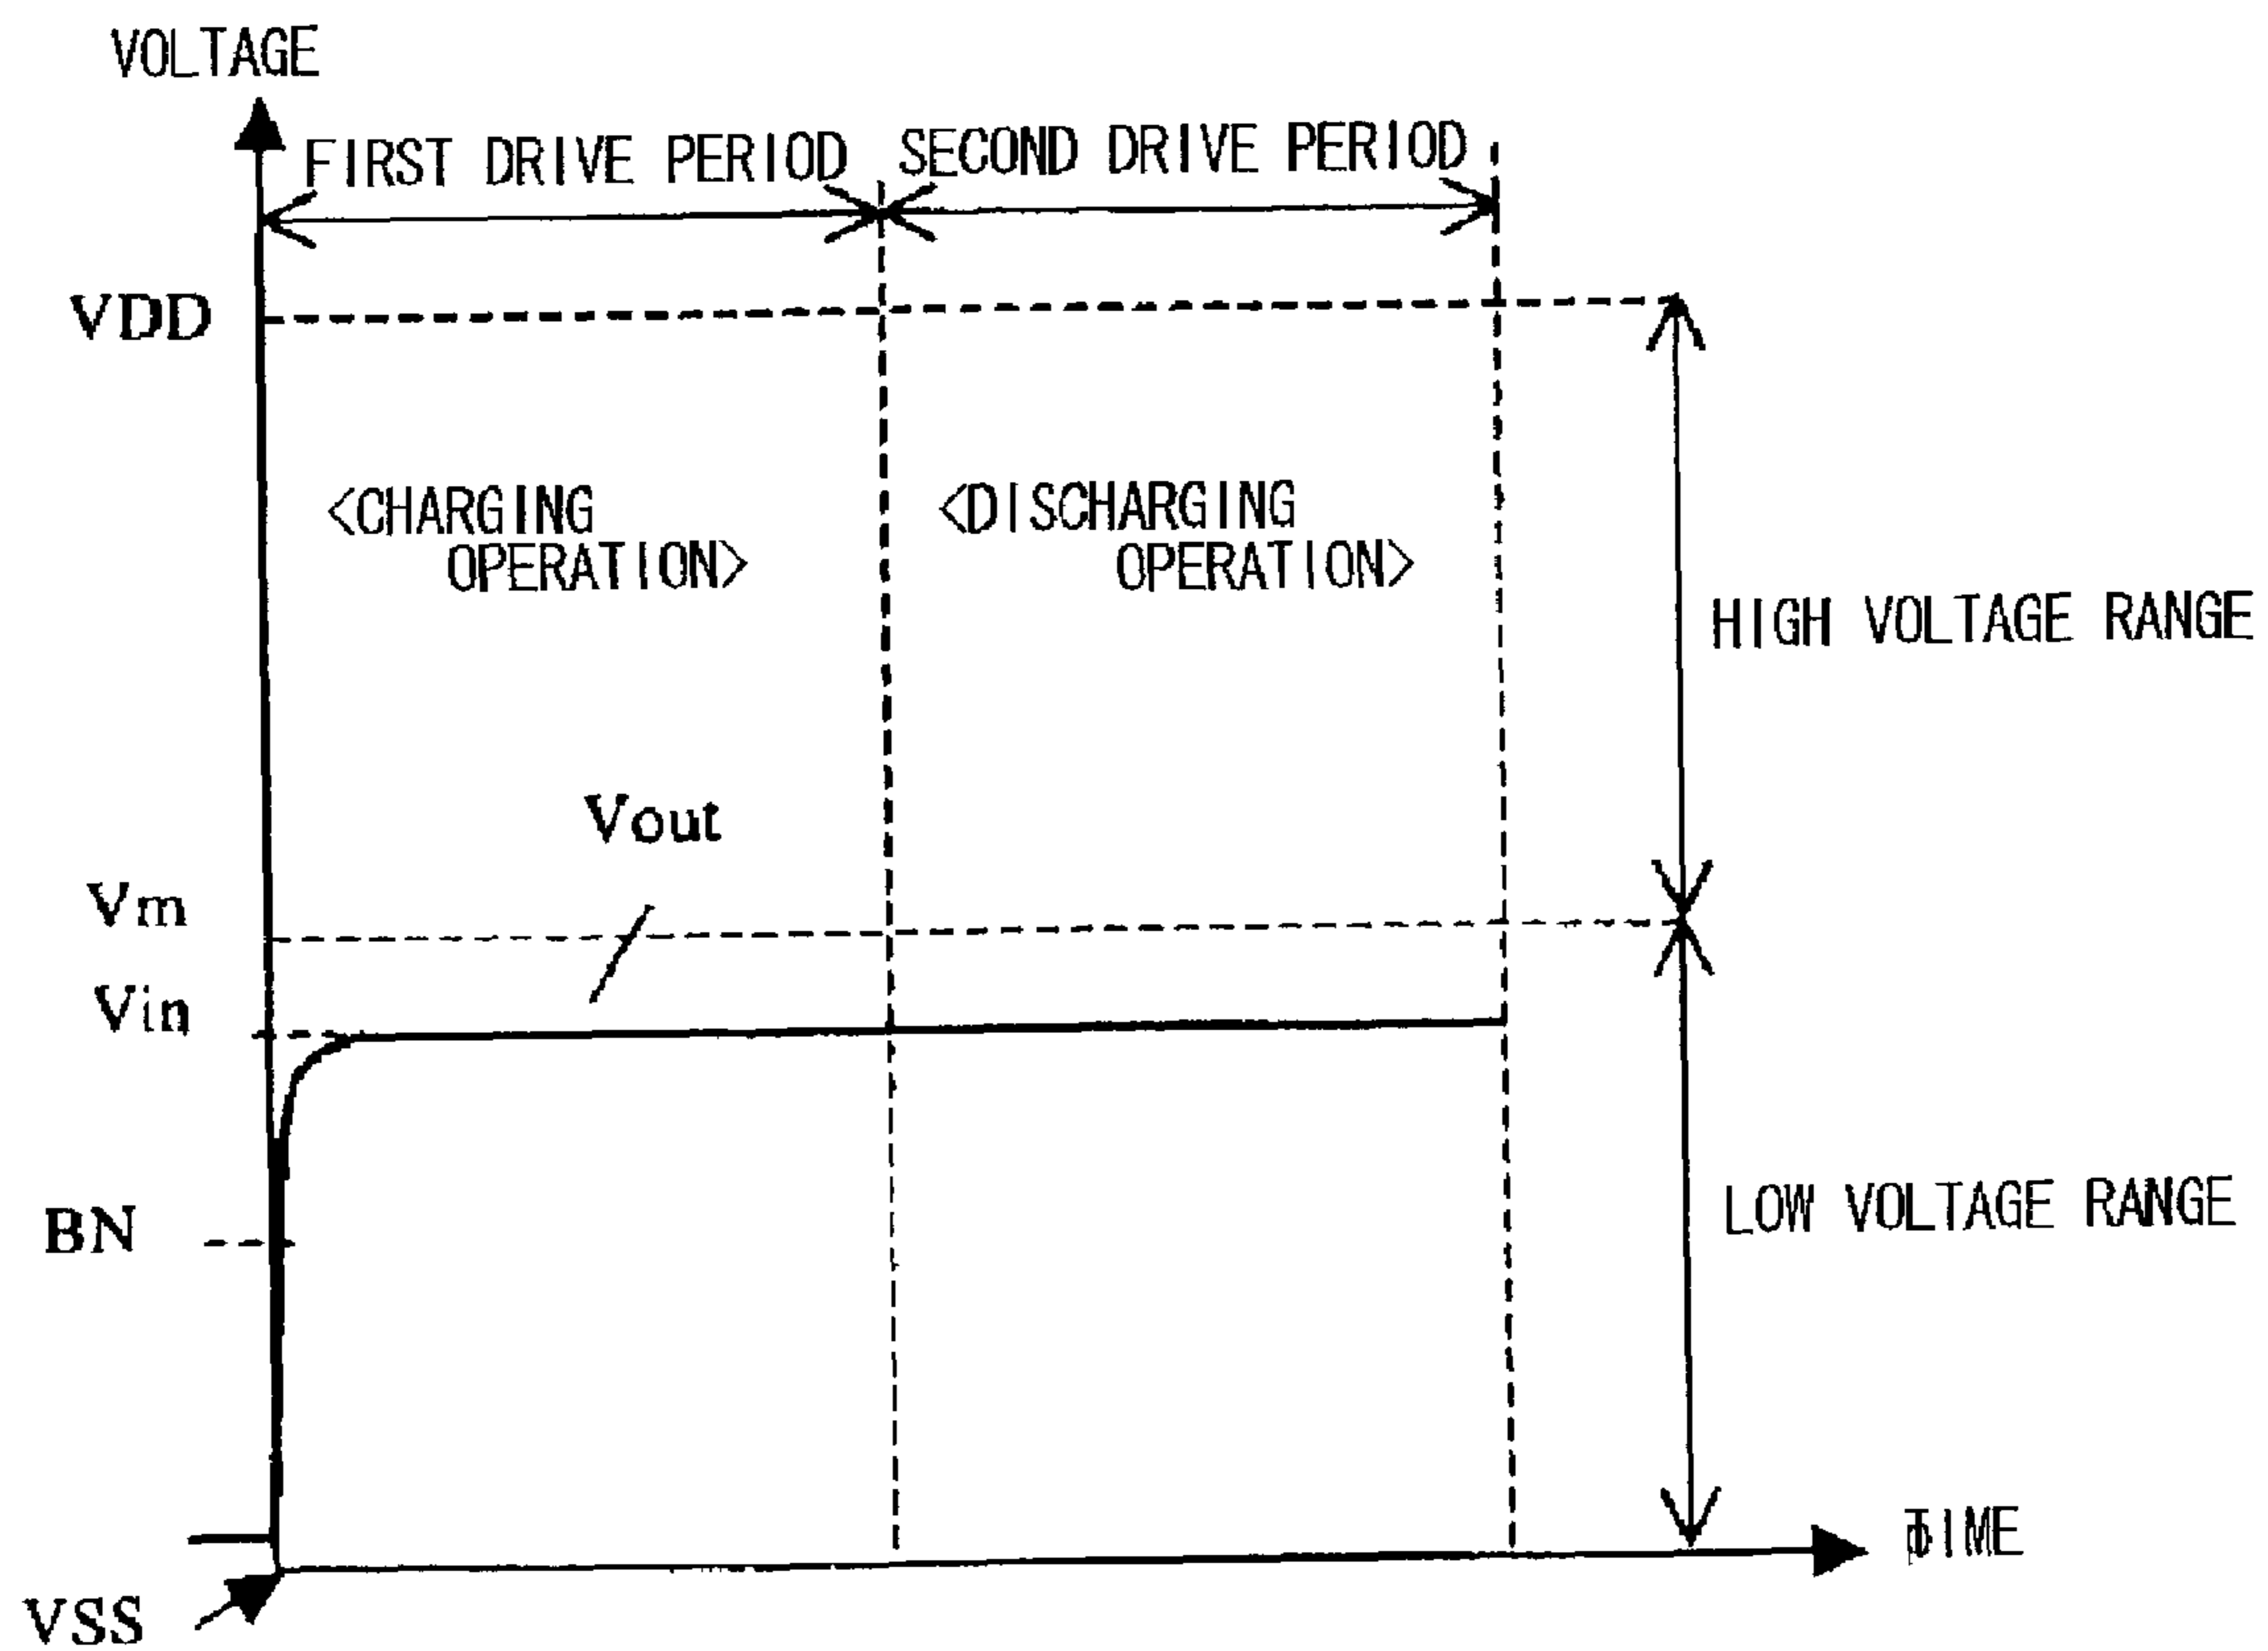 VOLTAGE
FIRST DRIVE PERIOD
SECOND DRIVE PERIOD
VDD
<CHARGING
OPERATION>
<DISCHARGING
OPERATION>
HIGH VOLTAGE RANGE
Vout
Vm
Vin
BN
LOW VOLTAGE RANGE
TIME
VSS